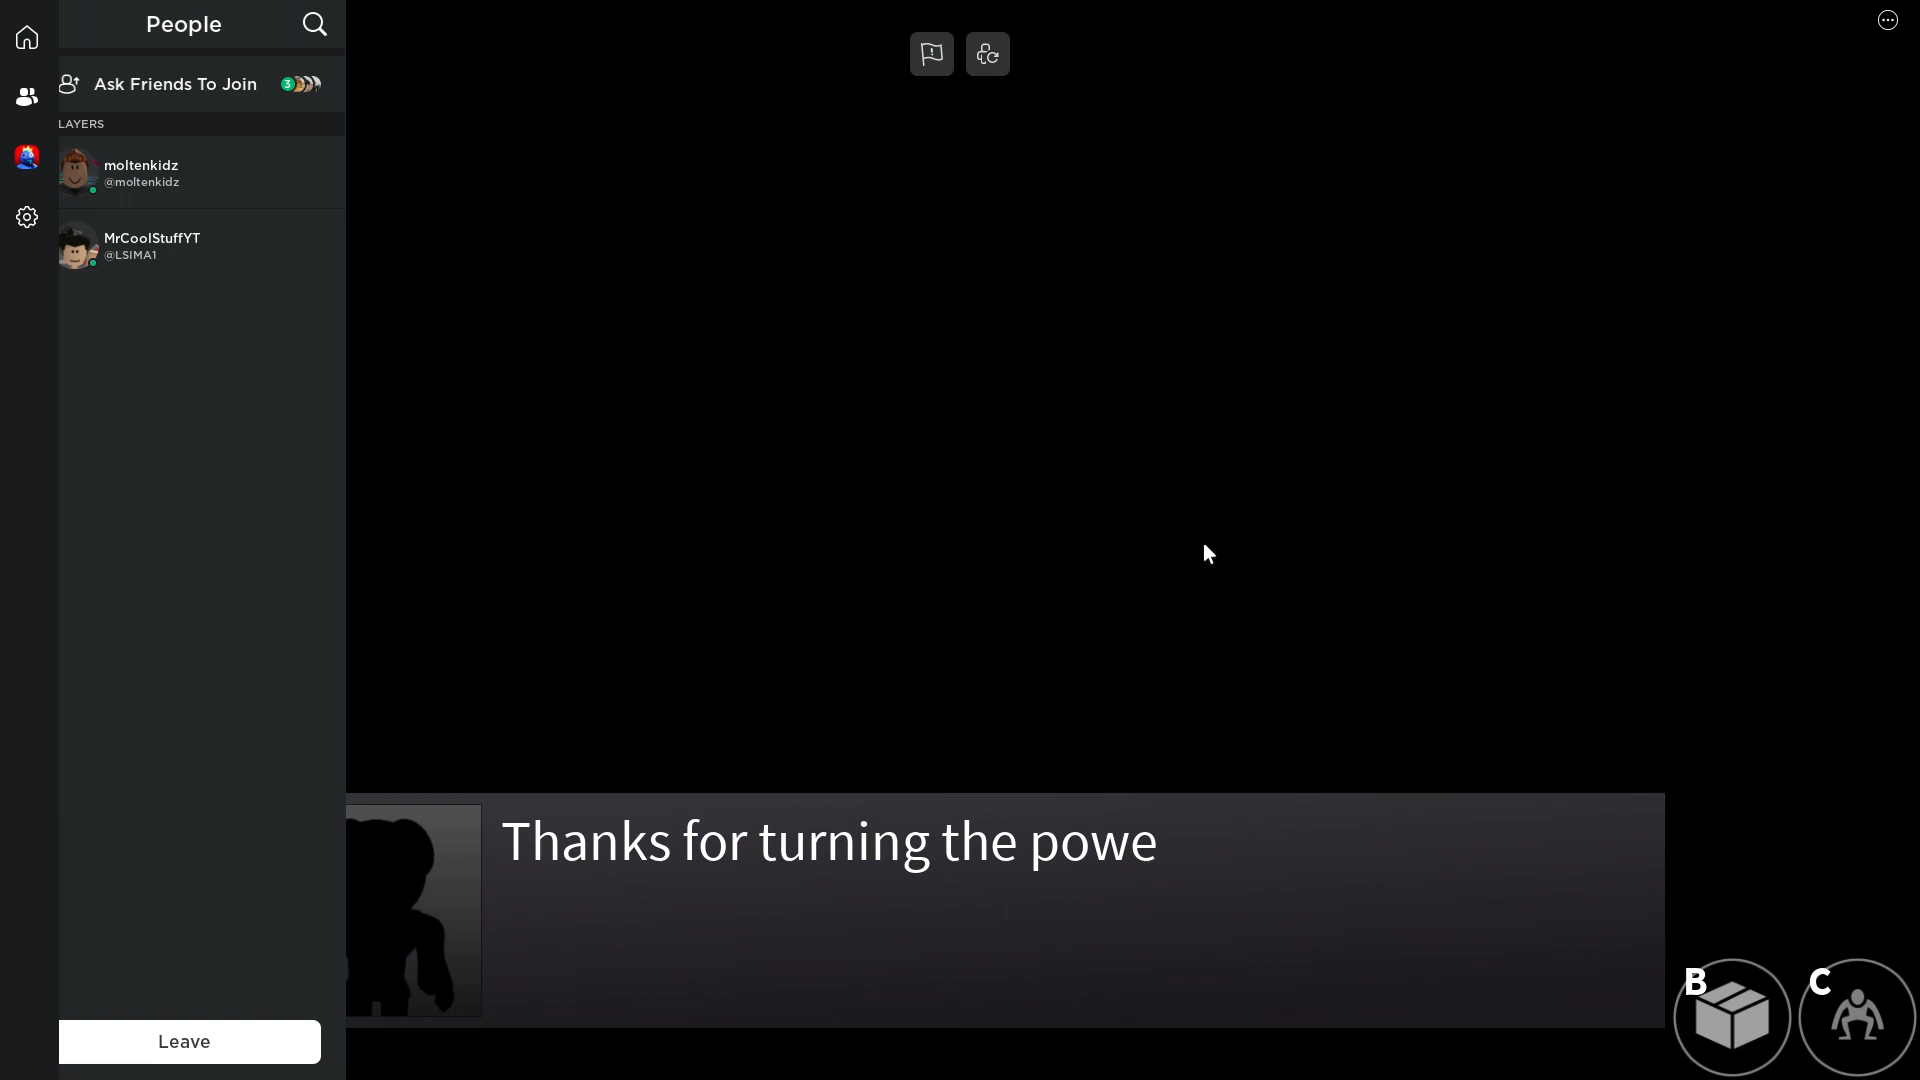 People
Ask Friends To Join
3
LAYERS
moltenkidz
@moltenkidz
MrCoolStuffYT
@LSIMA1
Thanks for turning the powe
B
C
Leave